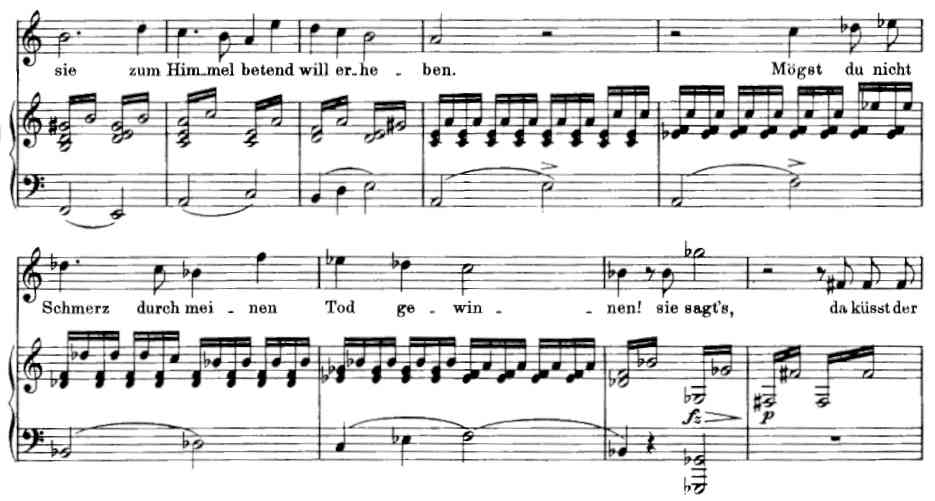 sie zum Him_mel betend will er_he _ ben. Mögst du nicht
Schmerz durch mei _ nen Tod ge _ win _ _ nen! sie sagt's, da küsst der
fz p